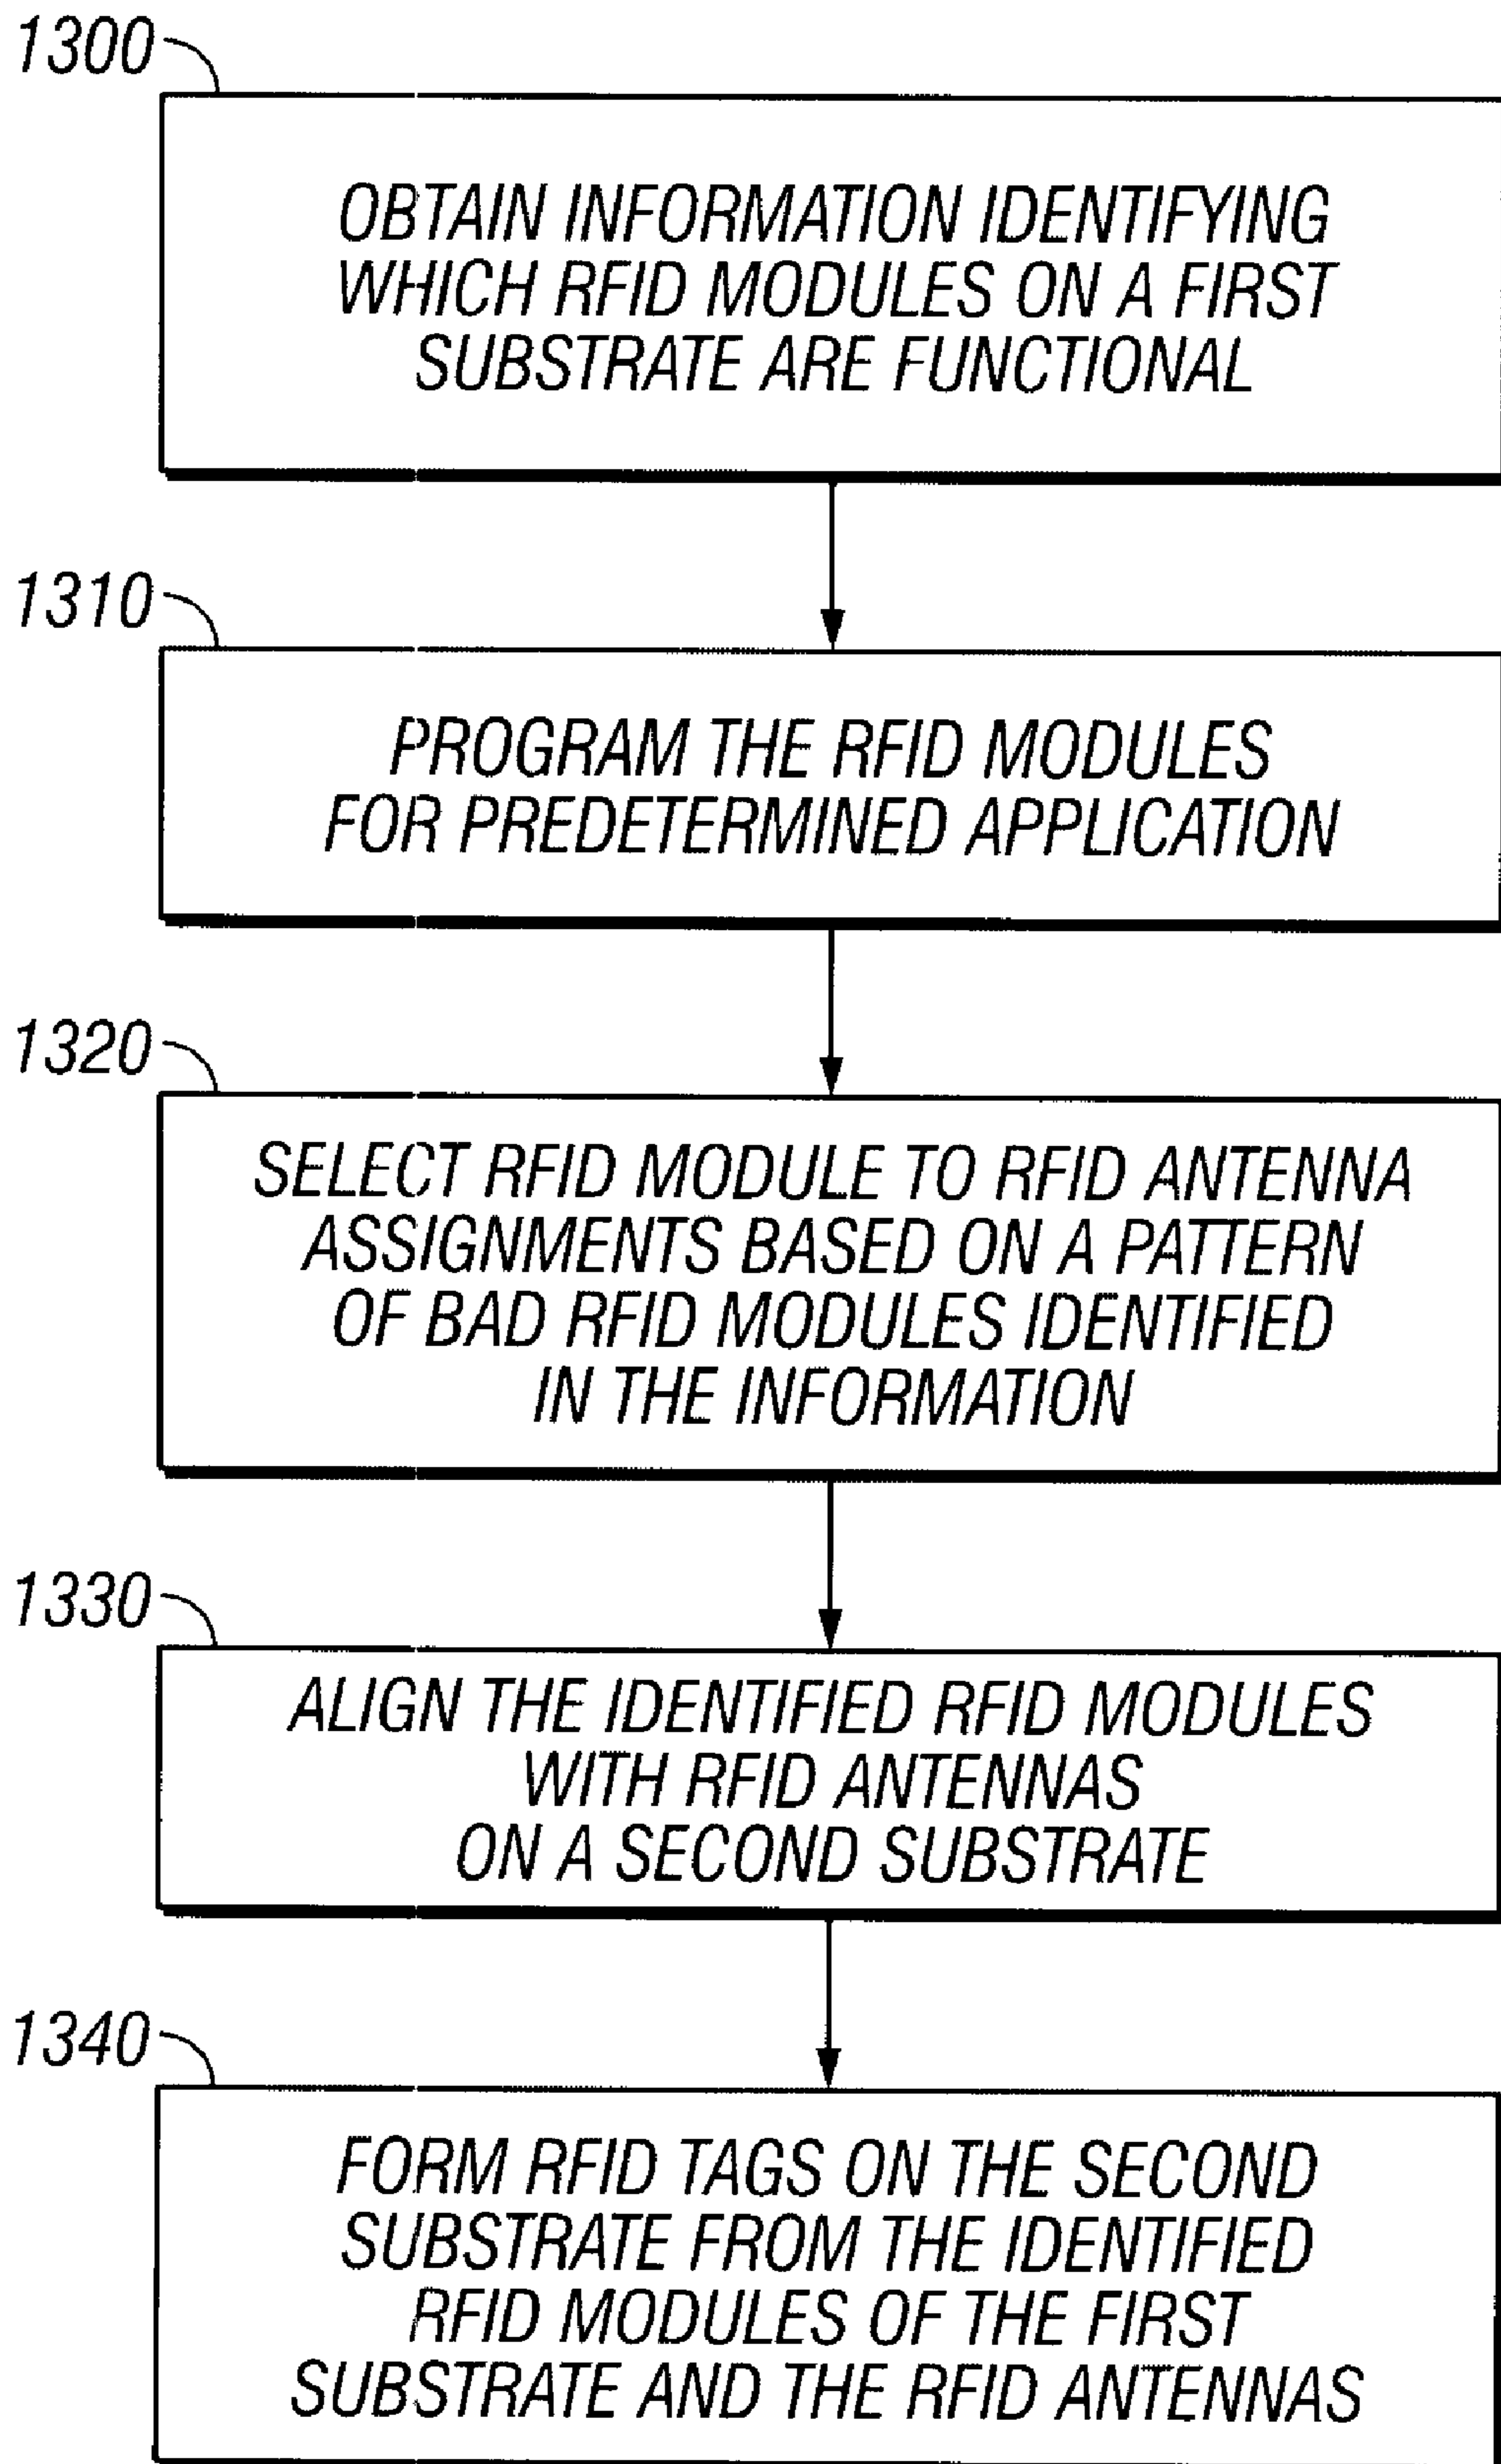 1300
OBTAIN INFORMATION IDENTIFYING
WHICH RFID MODULES ON A FIRST
SUBSTRATE ARE FUNCTIONAL
1310
PROGRAM THE RFID MODULES
FOR PREDETERMINED APPLICATION
1320
SELECT RFID MODULE TO RFID ANTENNA
ASSIGNMENTS BASED ON A PATTERN
OF BAD RFID MODULES IDENTIFIED
IN THE INFORMATION
1330
ALIGN THE IDENTIFIED RFID MODULES
WITH RFID ANTENNAS
ON A SECOND SUBSTRATE
1340
FORM RFID TAGS ON THE SECOND
SUBSTRATE FROM THE IDENTIFIED
RFID MODULES OF THE FIRST
SUBSTRATE AND THE RFID ANTENNAS